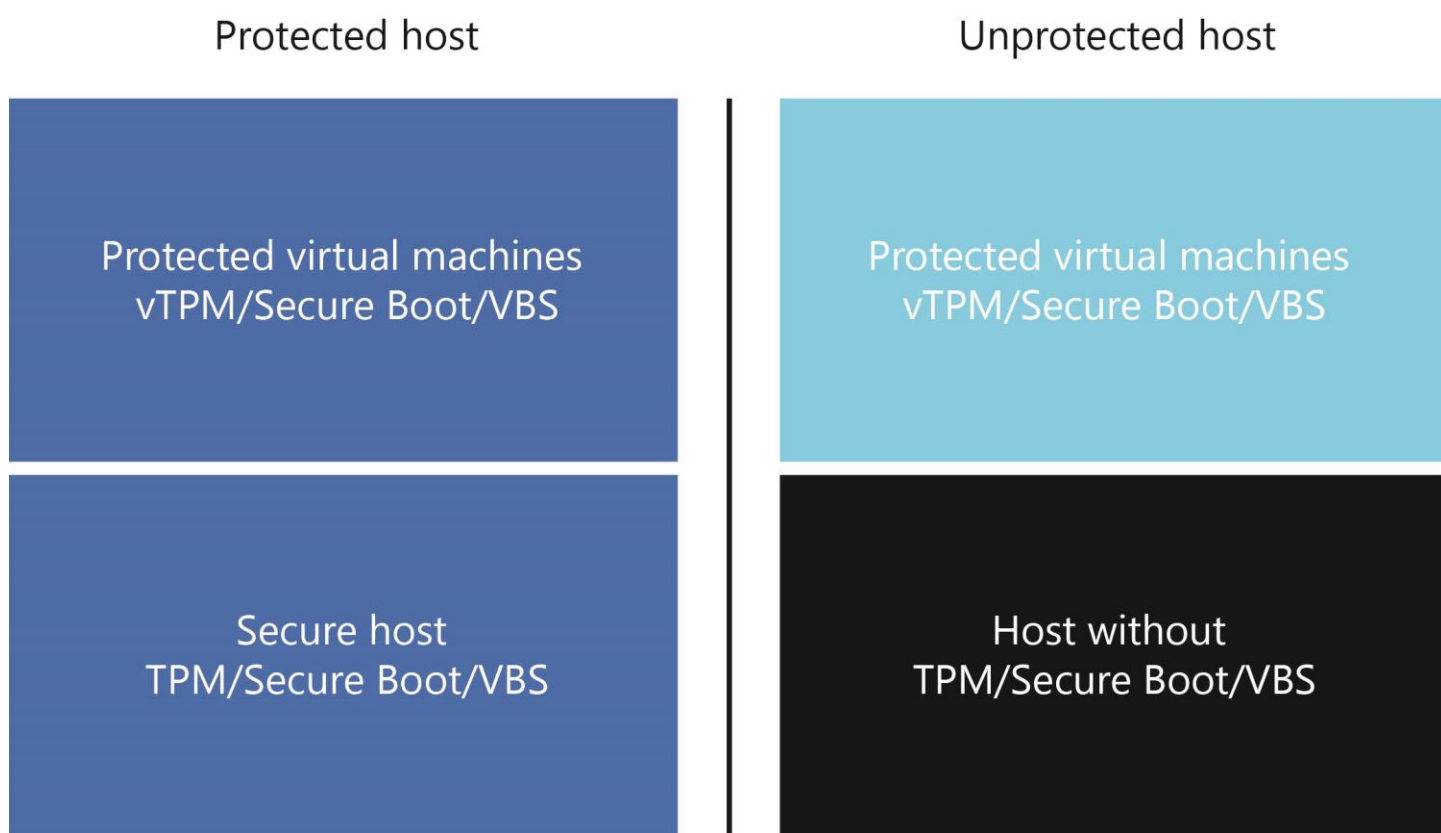 Protected host
Unprotected host
Protected virtual machines
vTPM/Secure Boot/VBS
Protected virtual machines
vTPM/Secure Boot/VBS
Secure host
TPM/Secure Boot/VBS
Host without
TPM/Secure Boot/VBS